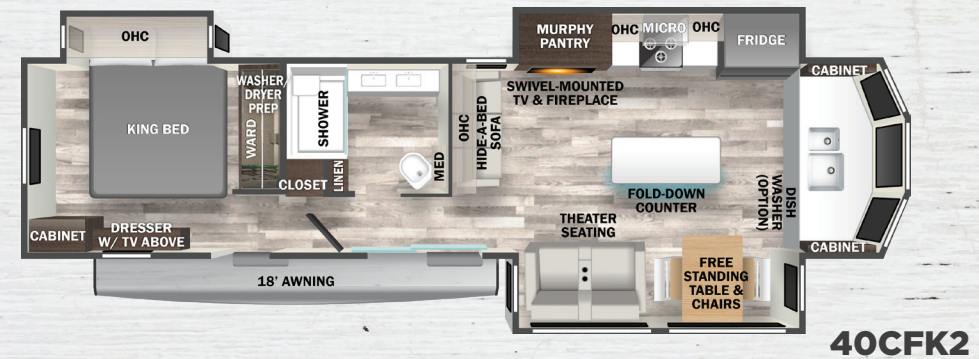 OHC
KING BED
WASHER/
DRYER
PREP
WARD
SHOWER
CLOSET
LINEN
MED
CABINET
DRESSER
W/ TV ABOVE
18' AWNING
OHC
HIDE-A-BED
SOFA
MURPHY
PANTRY
OHC
MICRO
OHC
FRIDGE
SWIVEL-MOUNTED
TV & FIREPLACE
FOLD-DOWN
COUNTER
THEATER
SEATING
FREE
STANDING
TABLE &
CHAIRS
DISH
WASHER
(OPTION)
CABINET
CABINET
40CFK2